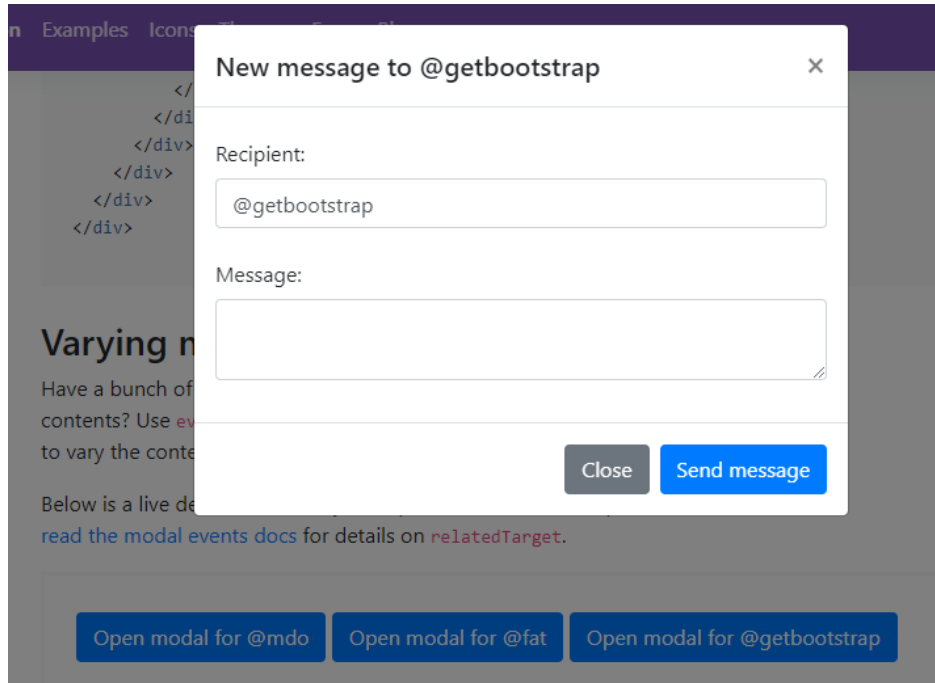 n Examples Icons
New message to @getbootstrap ×
</
</di
</div>
</div>
</div>
</div>
Recipient:
@getbootstrap
Message:
Varying
Have a bunch of
contents? Use ev
to vary the conte
Close Send message
Below is a live de
read the modal events docs for details on relatedTarget.
Open modal for @mdo Open modal for @fat Open modal for @getbootstrap